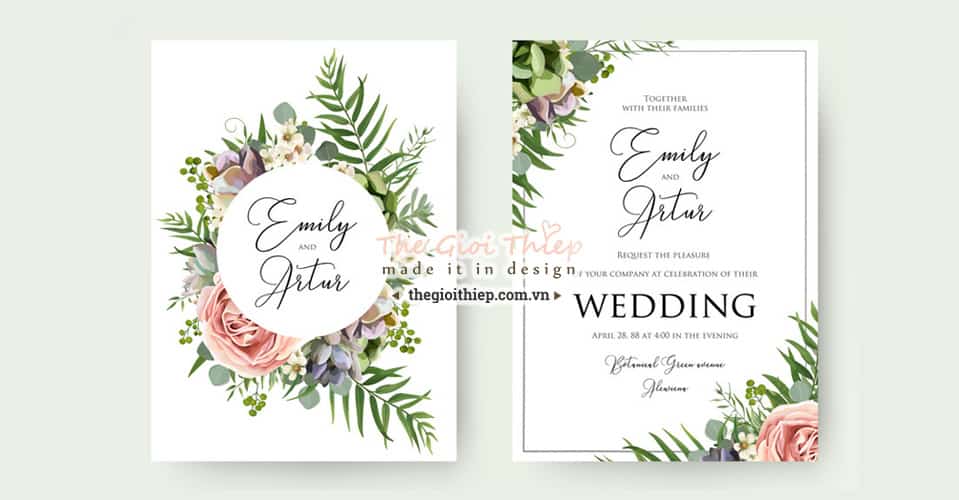 Emily
AND
Artur
The Gioi Thiep
made it in design
thegioithiep.com.vn
TOGETHER
WITH THEIR FAMILIES
Emily
AND
Artur
REQUEST THE PLEASURE
OF YOUR COMPANY AT CELEBRATION OF THEIR
WEDDING
APRIL 28, 88 AT 4:00 IN THE EVENING
Botanical Green avenue
Alewiena